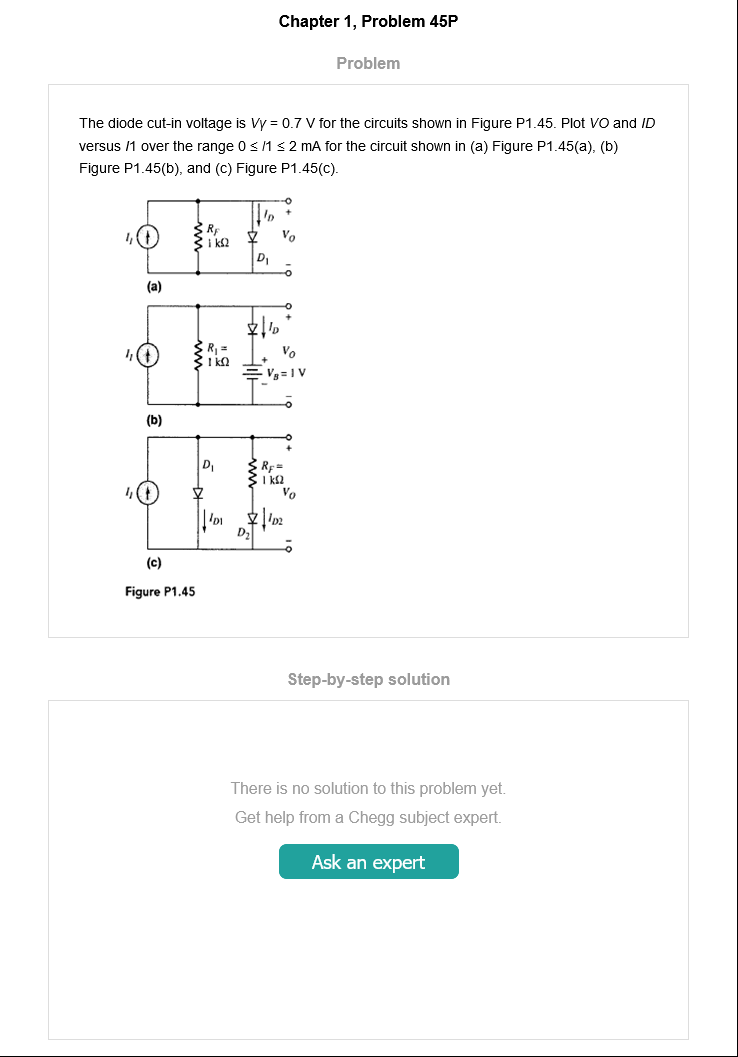 Chapter 1, Problem 45P
Problem
The diode cut-in voltage is Vγ = 0.7 V for the circuits shown in Figure P1.45. Plot VO and ID
versus I1 over the range 0 ≤ I1 ≤ 2 mA for the circuit shown in (a) Figure P1.45(a), (b)
Figure P1.45(b), and (c) Figure P1.45(c).
I_D +
I_I R_F V_O
1 kΩ
D_1 −
(a)
+
I_D
I_I R_1 = V_O
1 kΩ +
V_B = 1 V
− −
(b)
+
D_1 R_F =
1 kΩ
I_I V_O
I_D1 I_D2
D_2 −
(c)
Figure P1.45
Step-by-step solution
There is no solution to this problem yet.
Get help from a Chegg subject expert.
Ask an expert